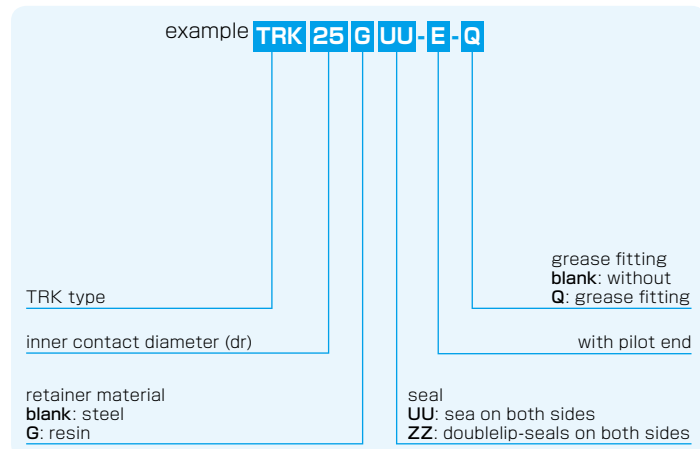 example TRK 25 G UU-E-Q
grease fitting
blank: without
Q: grease fitting
TRK type
inner contact diameter (dr)
with pilot end
retainer material
blank: steel
G: resin
seal
UU: sea on both sides
ZZ: doublelip-seals on both sides